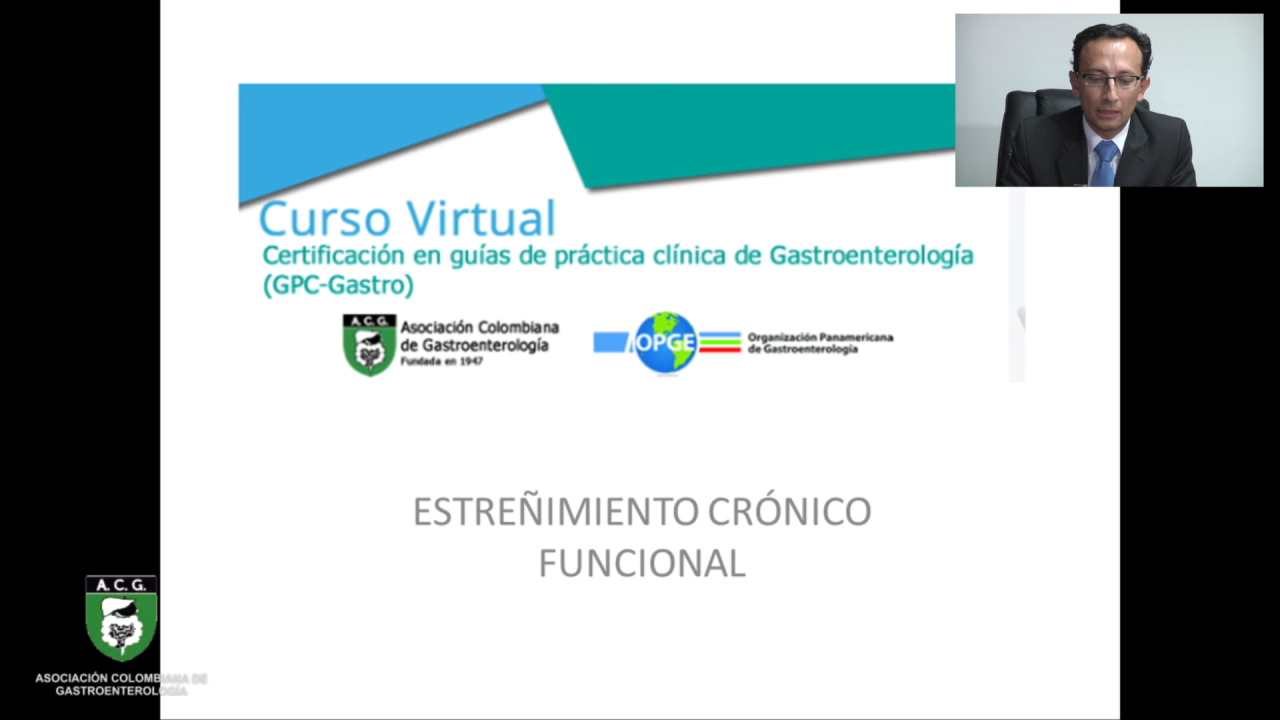 Curso Virtual
Certificación en guías de práctica clínica de Gastroenterología
(GPC-Gastro)
A.C.G.
Asociación Colombiana
de Gastroenterología
Fundada en 1947
OPGE
Organización Panamericana
de Gastroenterología
ESTREÑIMIENTO CRÓNICO
FUNCIONAL
A. C. G.
ASOCIACIÓN COLOMBIANA DE
GASTROENTEROLOGÍA